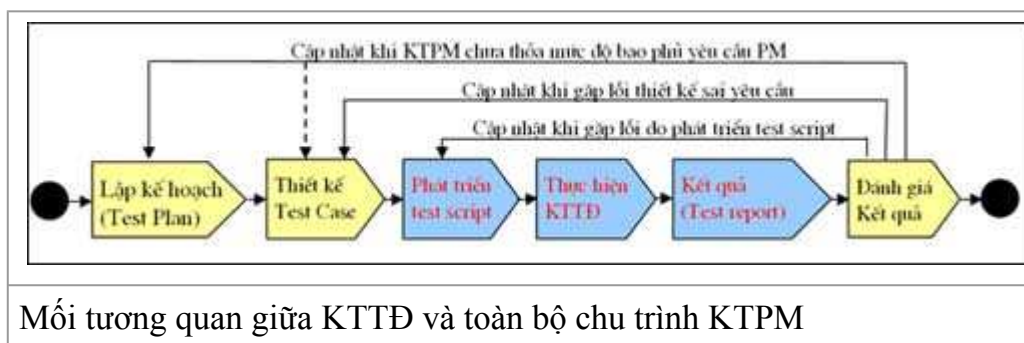 Cập nhật khi KTPM chưa thỏa mức độ bao phủ yêu cầu PM
Cập nhật khi gặp lỗi thiết kế sai yêu cầu
Cập nhật khi gặp lỗi do phát triển test script
Lập kế hoạch
(Test Plan)
Thiết kế
Test Case
Phát triển
test script
Thực hiện
KTTĐ
Kết quả
(Test report)
Đánh giá
Kết quả
Mối tương quan giữa KTTĐ và toàn bộ chu trình KTPM